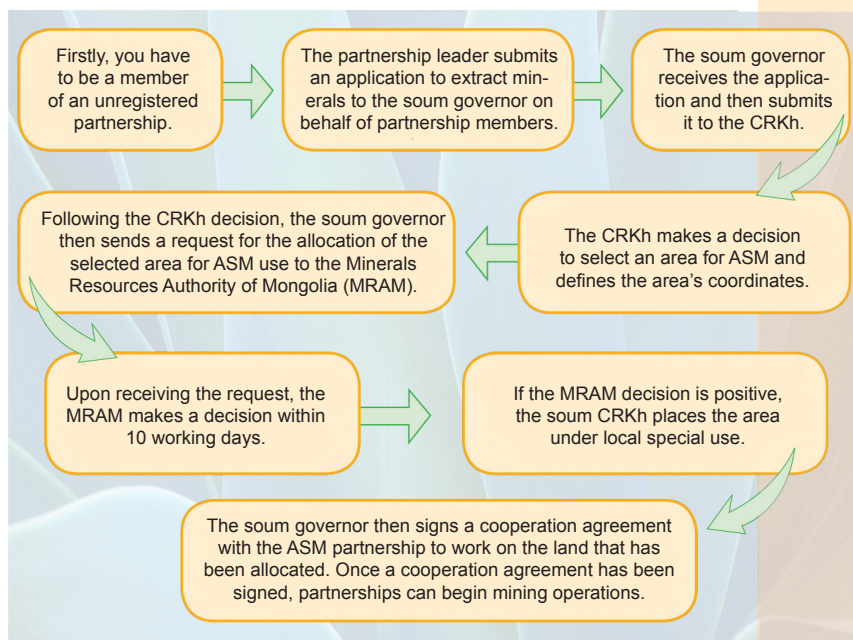 Firstly, you have
to be a member
of an unregistered
partnership.
The partnership leader submits
an application to extract min-
erals to the soum governor on
behalf of partnership members.
The soum governor
receives the applica-
tion and then submits
it to the CRKh.
The CRKh makes a decision
to select an area for ASM and
defines the area's coordinates.
Following the CRKh decision, the soum governor
then sends a request for the allocation of the
selected area for ASM use to the Minerals
Resources Authority of Mongolia (MRAM).
Upon receiving the request, the
MRAM makes a decision within
10 working days.
If the MRAM decision is positive,
the soum CRKh places the area
under local special use.
The soum governor then signs a cooperation agreement
with the ASM partnership to work on the land that has
been allocated. Once a cooperation agreement has been
signed, partnerships can begin mining operations.